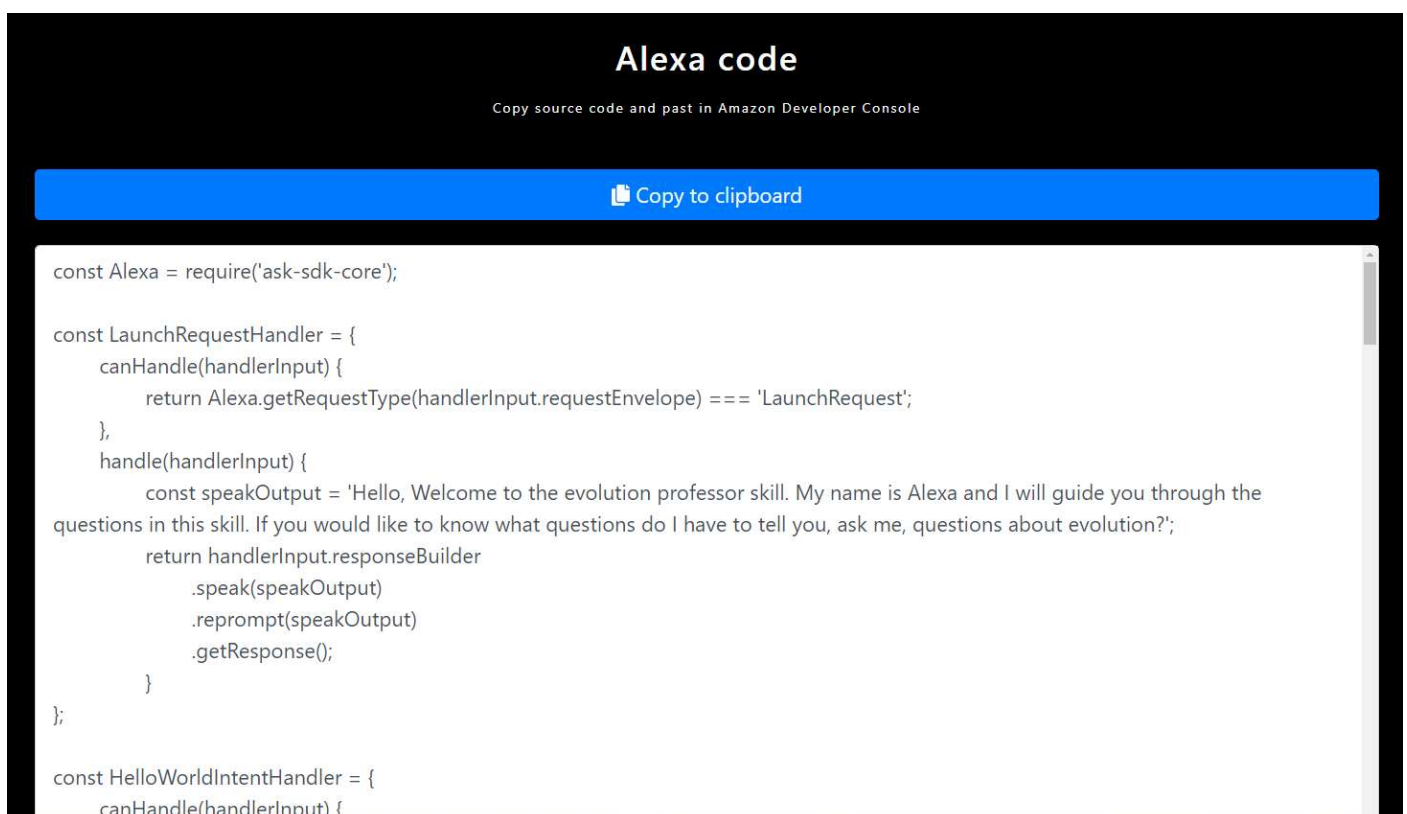 Alexa code
Copy source code and past in Amazon Developer Console
Copy to clipboard
const Alexa = require('ask-sdk-core');
const LaunchRequestHandler = {
canHandle(handlerInput) {
return Alexa.getRequestType(handlerInput.requestEnvelope) === 'LaunchRequest';
},
handle(handlerInput) {
const speakOutput = 'Hello, Welcome to the evolution professor skill. My name is Alexa and I will guide you through the
questions in this skill. If you would like to know what questions do I have to tell you, ask me, questions about evolution?';
return handlerInput.responseBuilder
.speak(speakOutput)
.reprompt(speakOutput)
.getResponse();
}
};
const HelloWorldIntentHandler = {
canHandle(handlerInput) {